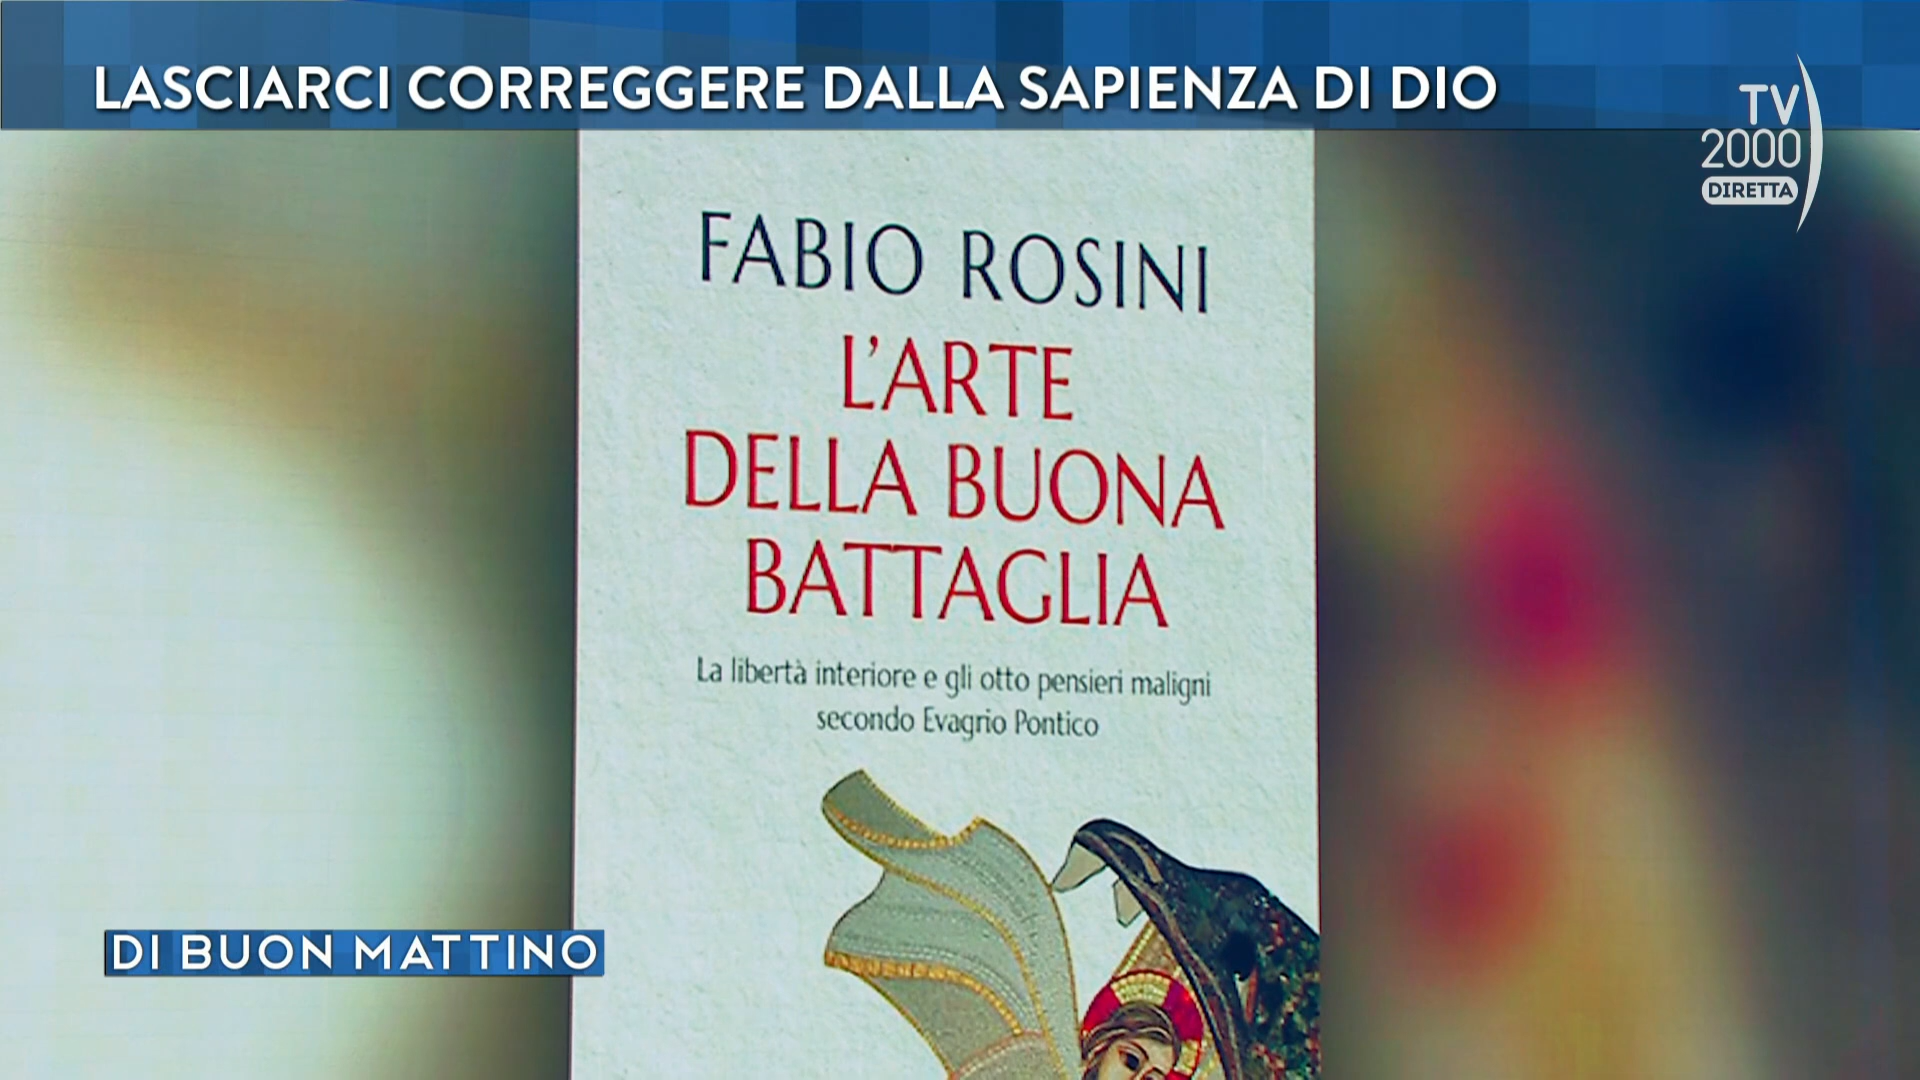 LASCIARCI CORREGGERE DALLA SAPIENZA DI DIO
TV
2000
DIRETTA
FABIO ROSINI
L'ARTE
DELLA BUONA
BATTAGLIA
La libertà interiore e gli otto pensieri maligni
secondo Evagrio Pontico
DI BUON MATTINO